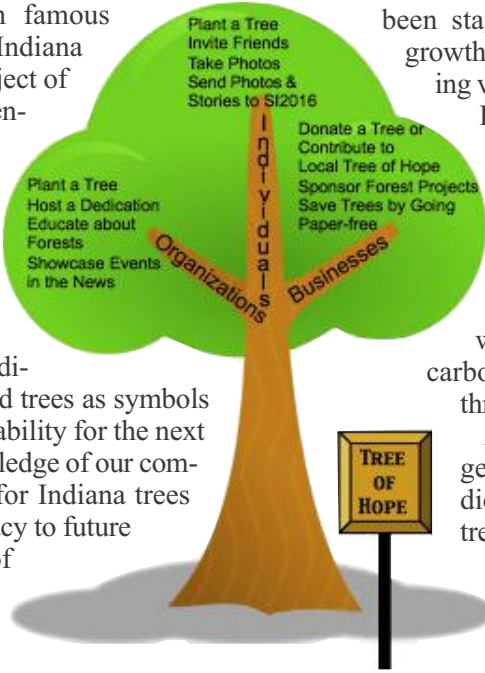 famous
Indiana
ject of
en-
di-
d trees as symbols
ability for the next
ledge of our com-
for Indiana trees
cy to future
of
Plant a Tree
Invite Friends
Take Photos
Send Photos &
Stories to SI2016
Individuals
Plant a Tree
Host a Dedication
Educate about
Forests
Showcase Events
in the News
Organizations
Donate a Tree or
Contribute to
Local Tree of Hope
Sponsor Forest Projects
Save Trees by Going
Paper-free
Businesses
TREE
OF
HOPE
been sta
growth
ing v
w
carbo
thr
ge
dic
tre